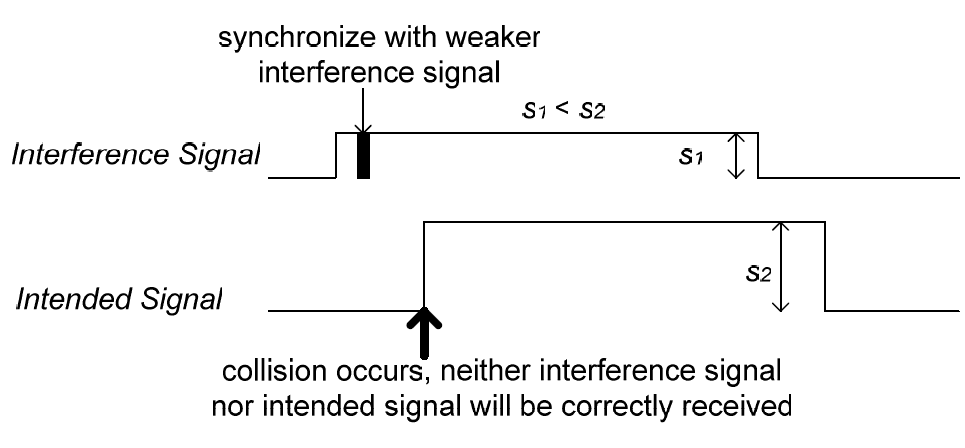 synchronize with weaker
interference signal
s1 < s2
Interference Signal
s1
s2
Intended Signal
collision occurs, neither interference signal
nor intended signal will be correctly received